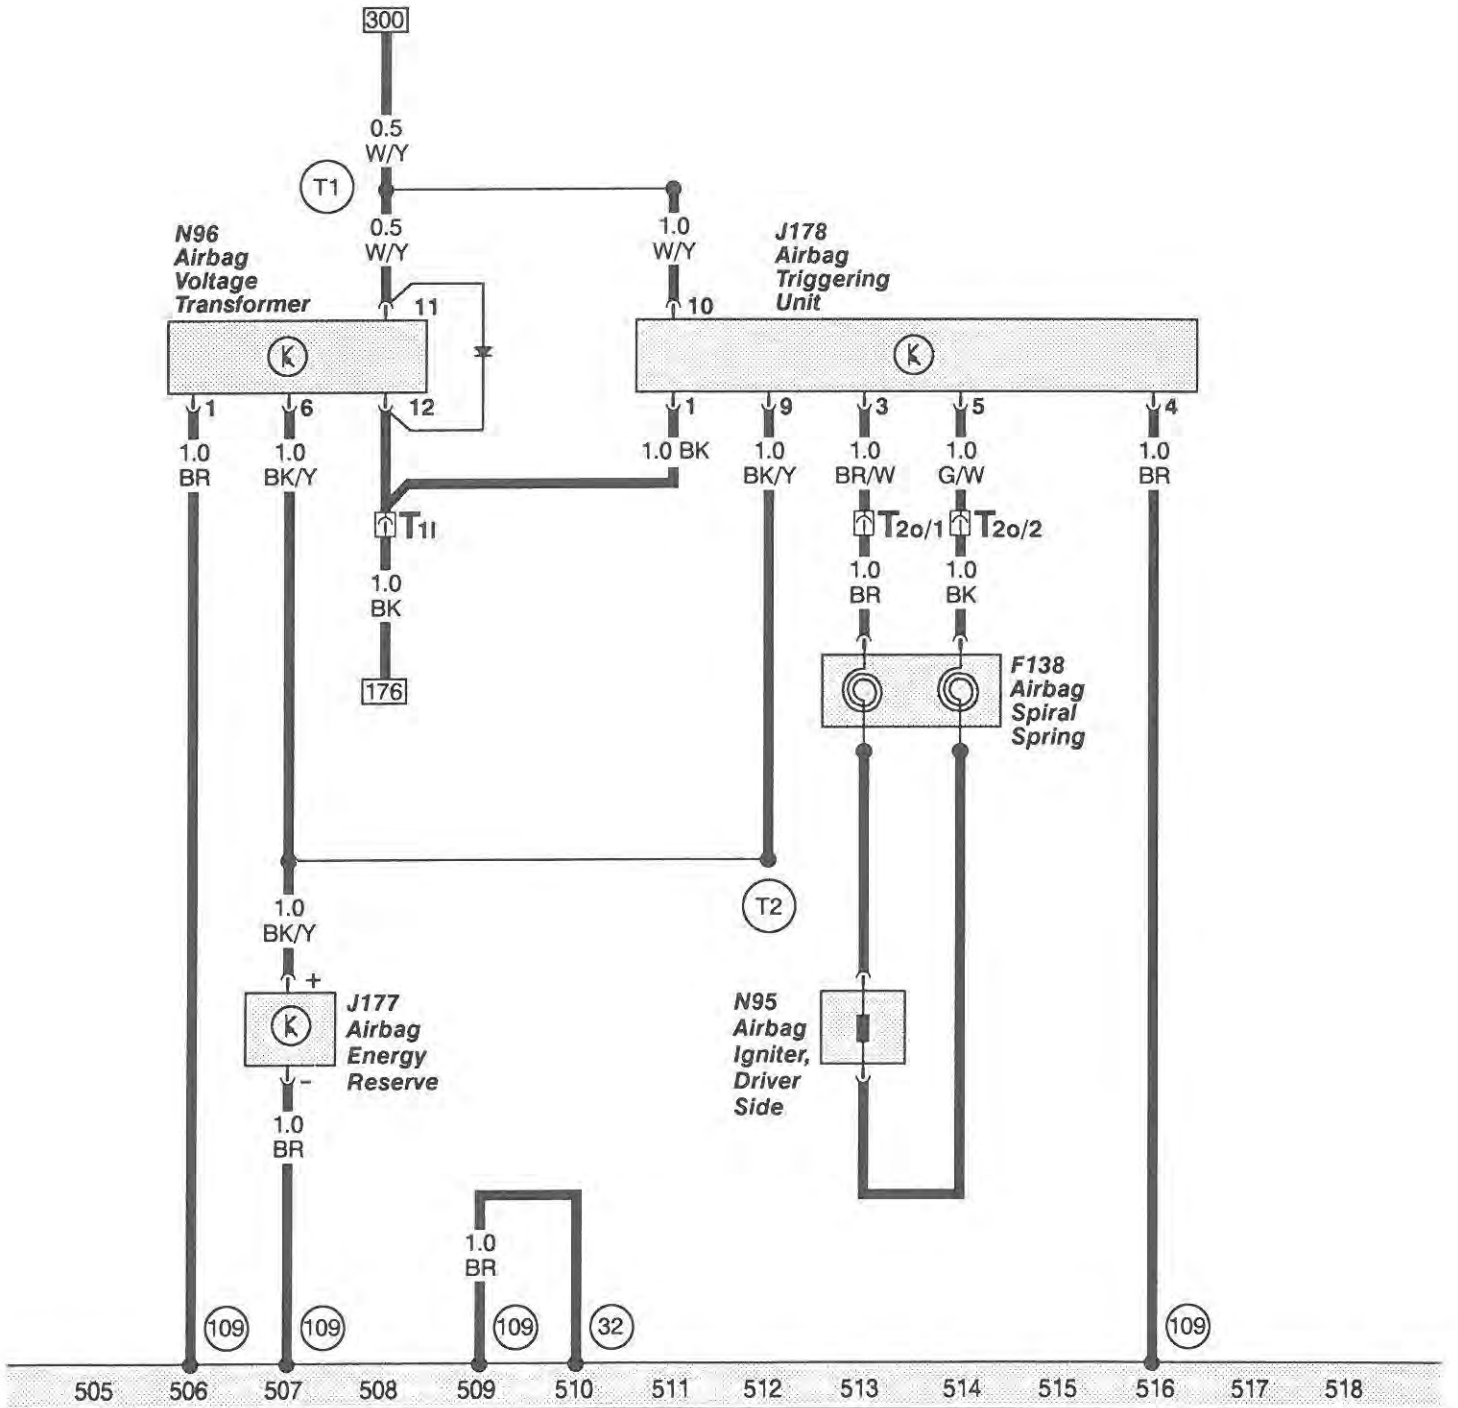 300
0.5
W/Y
T1
0.5
W/Y
1.0
W/Y
N96
Airbag
Voltage
Transformer
J178
Airbag
Triggering
Unit
11
10
1
6
12
1
9
3
5
4
1.0
BR
1.0
BK/Y
1.0 BK
1.0
BK/Y
1.0
BR/W
1.0
G/W
1.0
BR
T1l
T2o/1
T2o/2
1.0
BK
1.0
BR
1.0
BK
176
F138
Airbag
Spiral
Spring
T2
1.0
BK/Y
+
J177
Airbag
Energy
Reserve
-
N95
Airbag
Igniter,
Driver
Side
1.0
BR
1.0
BR
109
109
109
32
109
505 506 507 508 509 510 511 512 513 514 515 516 517 518